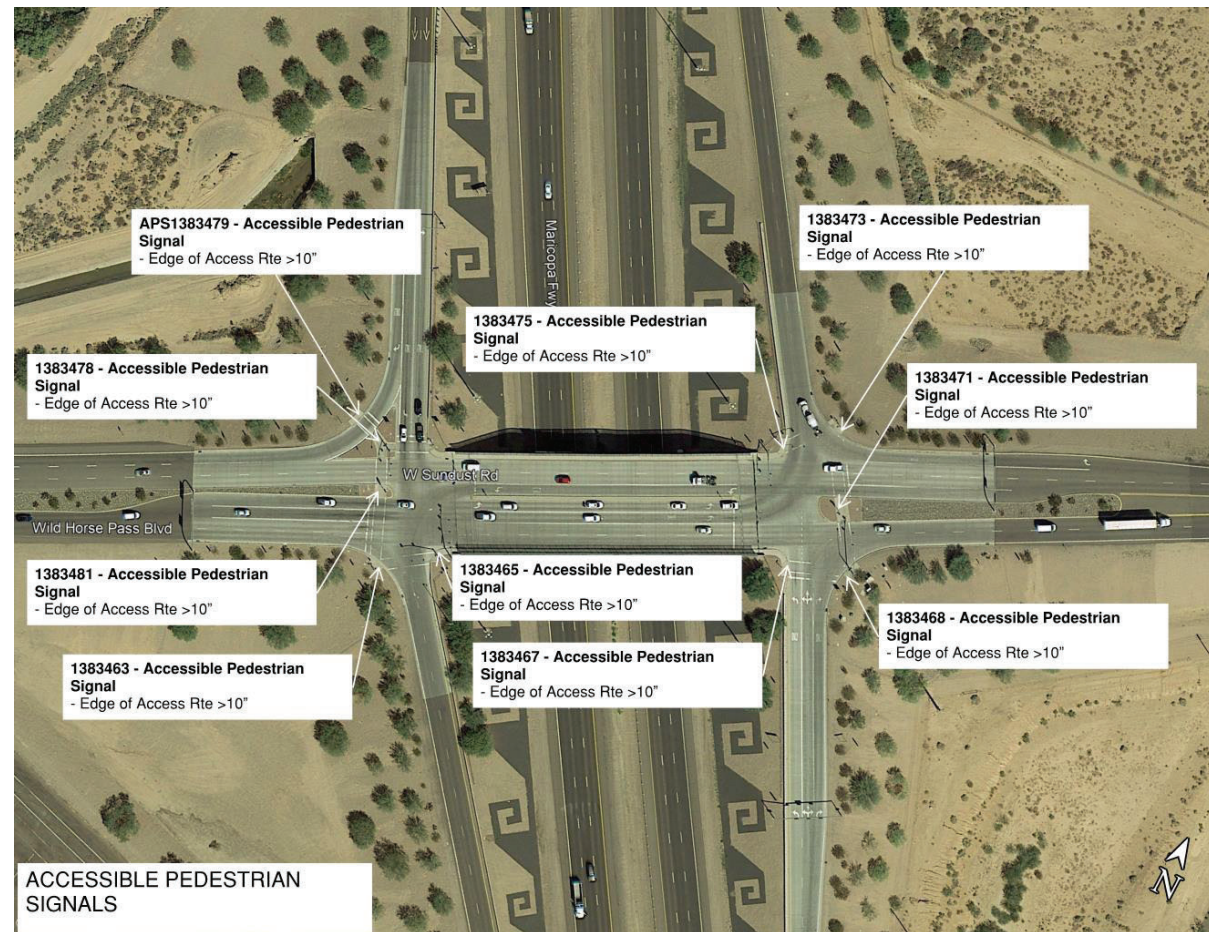 APS1383479 - Accessible Pedestrian
Signal
- Edge of Access Rte >10”
1383473 - Accessible Pedestrian
Signal
- Edge of Access Rte >10”
Maricopa Fwy
1383475 - Accessible Pedestrian
Signal
- Edge of Access Rte >10”
1383478 - Accessible Pedestrian
Signal
- Edge of Access Rte >10”
1383471 - Accessible Pedestrian
Signal
- Edge of Access Rte >10”
W Sundust Rd
Wild Horse Pass Blvd
1383481 - Accessible Pedestrian
Signal
- Edge of Access Rte >10”
1383465 - Accessible Pedestrian
Signal
- Edge of Access Rte >10”
1383468 - Accessible Pedestrian
Signal
- Edge of Access Rte >10”
1383463 - Accessible Pedestrian
Signal
- Edge of Access Rte >10”
1383467 - Accessible Pedestrian
Signal
- Edge of Access Rte >10”
ACCESSIBLE PEDESTRIAN
SIGNALS
N